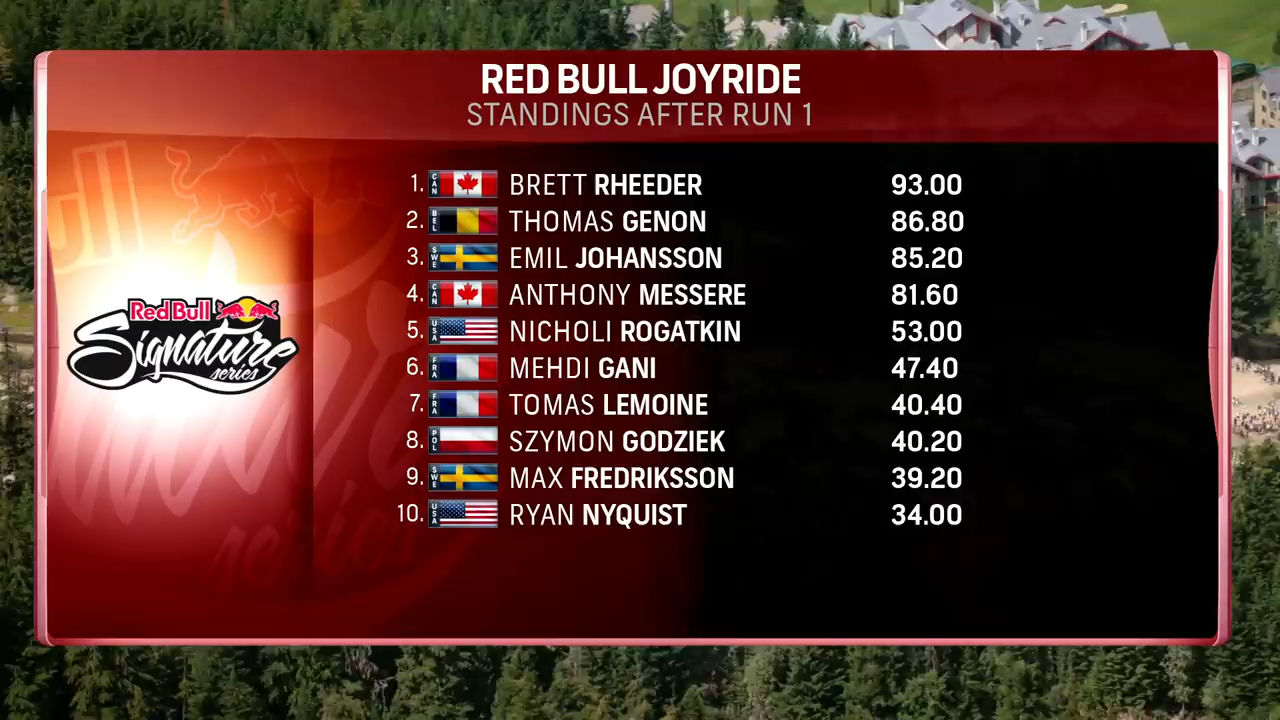 RED BULL JOYRIDE
STANDINGS AFTER RUN 1
1. CAN BRETT RHEEDER 93.00
2. BEL THOMAS GENON 86.80
3. SWE EMIL JOHANSSON 85.20
4. CAN ANTHONY MESSERE 81.60
5. USA NICHOLI ROGATKIN 53.00
6. FRA MEHDI GANI 47.40
7. FRA TOMAS LEMOINE 40.40
8. POL SZYMON GODZIEK 40.20
9. SWE MAX FREDRIKSSON 39.20
10. USA RYAN NYQUIST 34.00
Red Bull
Signature
series